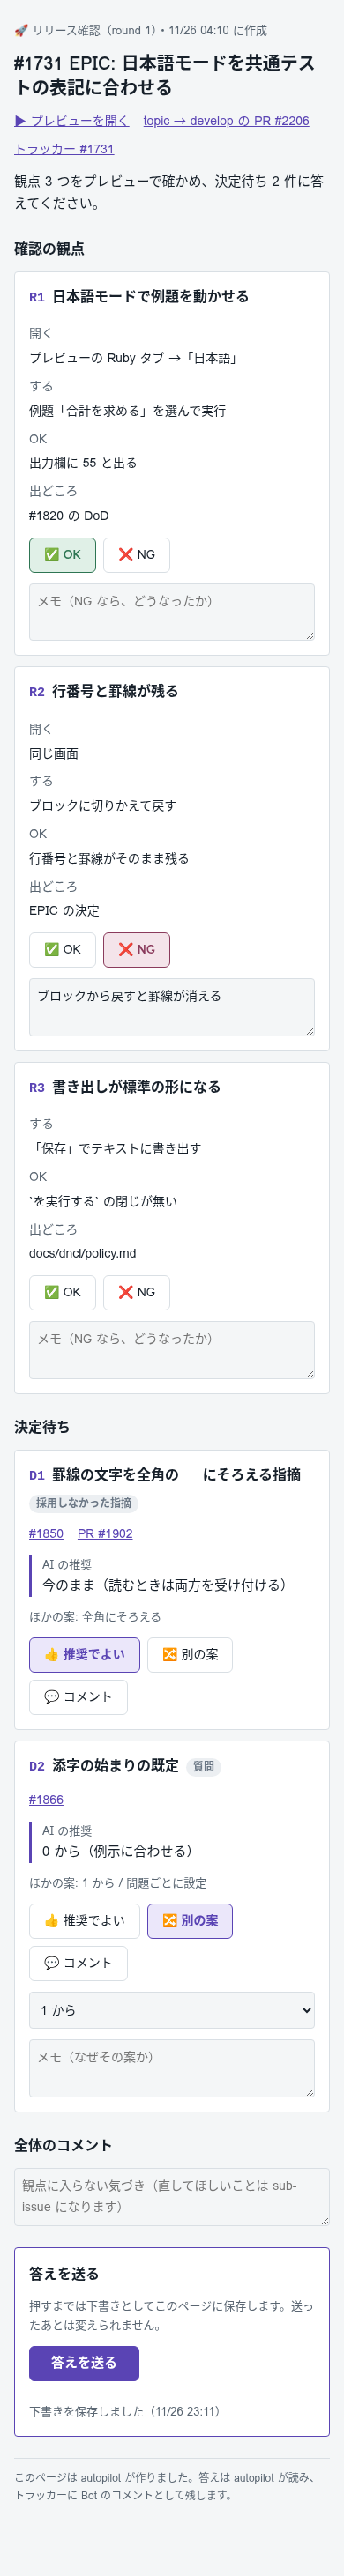 🚀 リリース確認（round 1）・11/26 04:10 に作成
#1731 EPIC: 日本語モードを共通テス
トの表記に合わせる
▶ プレビューを開く topic → develop の PR #2206
トラッカー #1731
観点 3 つをプレビューで確かめ、決定待ち 2 件に答
えてください。
確認の観点
R1 日本語モードで例題を動かせる
開く
プレビューの Ruby タブ →「日本語」
する
例題「合計を求める」を選んで実行
OK
出力欄に 55 と出る
出どころ
#1820 の DoD
✅ OK ❌ NG
メモ（NG なら、どうなったか）
R2 行番号と罫線が残る
開く
同じ画面
する
ブロックに切りかえて戻す
OK
行番号と罫線がそのまま残る
出どころ
EPIC の決定
✅ OK ❌ NG
ブロックから戻すと罫線が消える
R3 書き出しが標準の形になる
する
「保存」でテキストに書き出す
OK
`を実行する` の閉じが無い
出どころ
docs/dncl/policy.md
✅ OK ❌ NG
メモ（NG なら、どうなったか）
決定待ち
D1 罫線の文字を全角の ｜ にそろえる指摘
採用しなかった指摘
#1850 PR #1902
AI の推奨
今のまま（読むときは両方を受け付ける）
ほかの案: 全角にそろえる
👍 推奨でよい 🔀 別の案
💬 コメント
D2 添字の始まりの既定 質問
#1866
AI の推奨
0 から（例示に合わせる）
ほかの案: 1 から / 問題ごとに設定
👍 推奨でよい 🔀 別の案
💬 コメント
1 から
メモ（なぜその案か）
全体のコメント
観点に入らない気づき（直してほしいことは sub-
issue になります）
答えを送る
押すまでは下書きとしてこのページに保存します。送っ
たあとは変えられません。
答えを送る
下書きを保存しました（11/26 23:11）
このページは autopilot が作りました。答えは autopilot が読み、
トラッカーに Bot のコメントとして残します。